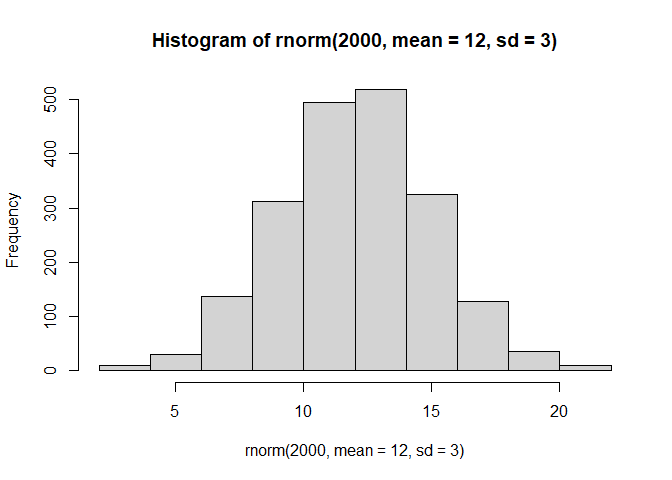 Histogram of rnorm(2000, mean = 12, sd = 3)
Frequency
500
400
300
200
100
0
5 10 15 20
rnorm(2000, mean = 12, sd = 3)